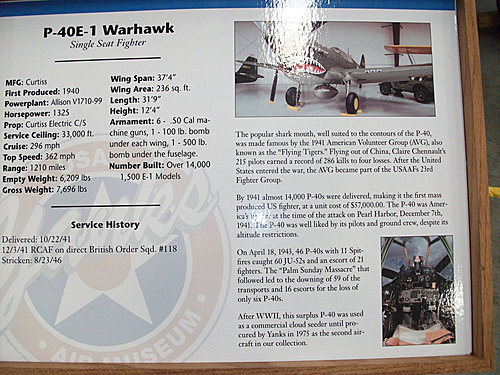 P-40E-1 Warhawk
Single Seat Fighter
MFG: Curtiss
First Produced: 1940
Powerplant: Allison V1710-99
Horsepower: 1325
Prop: Curtiss Electric C/S
Service Ceiling: 33,000 ft.
Cruise: 296 mph
Top Speed: 362 mph
Range: 1210 miles
Empty Weight: 6,209 lbs
Gross Weight: 7,696 lbs
Wing Span: 37'4"
Wing Area: 236 sq. ft.
Length: 31'9"
Height: 12'4"
Armament: 6 - .50 Cal ma-
chine guns, 1 - 100 lb. bomb
under each wing, 1 - 500 lb.
bomb under the fuselage.
Number Built: Over 14,000
1,500 E-1 Models
Service History
Delivered: 10/22/41
12/3/41 RCAF on direct British Order Sqd. #118
Stricken: 8/23/46
The popular shark mouth, well suited to the contours of the P-40,
was made famous by the 1941 American Volunteer Group (AVG), also
known as the "Flying Tigers." Flying out of China, Claire Chennault's
215 pilots earned a record of 286 kills to four losses. After the United
States entered the war, the AVG became part of the USAAFs 23rd
Fighter Group.
By 1941 almost 14,000 P-40s were delivered, making it the first mass
produced US fighter, at a unit cost of $57,000.00. The P-40 was Amer-
ica's at the time of the attack on Pearl Harbor, December 7th,
1941. The P-40 was well liked by its pilots and ground crew, despite its
altitude restrictions.
On April 18, 1943, 46 P-40s with 11 Spit-
fires caught 60 JU-52s and an escort of 21
fighters. The "Palm Sunday Massacre" that
followed led to the downing of 59 of the
transports and 16 escorts for the loss of
only six P-40s.
After WWII, this surplus P-40 was used
as a commercial cloud seeder until pro-
cured by Yanks in 1975 as the second air-
craft in our collection.
USA
AIR MUSEUM